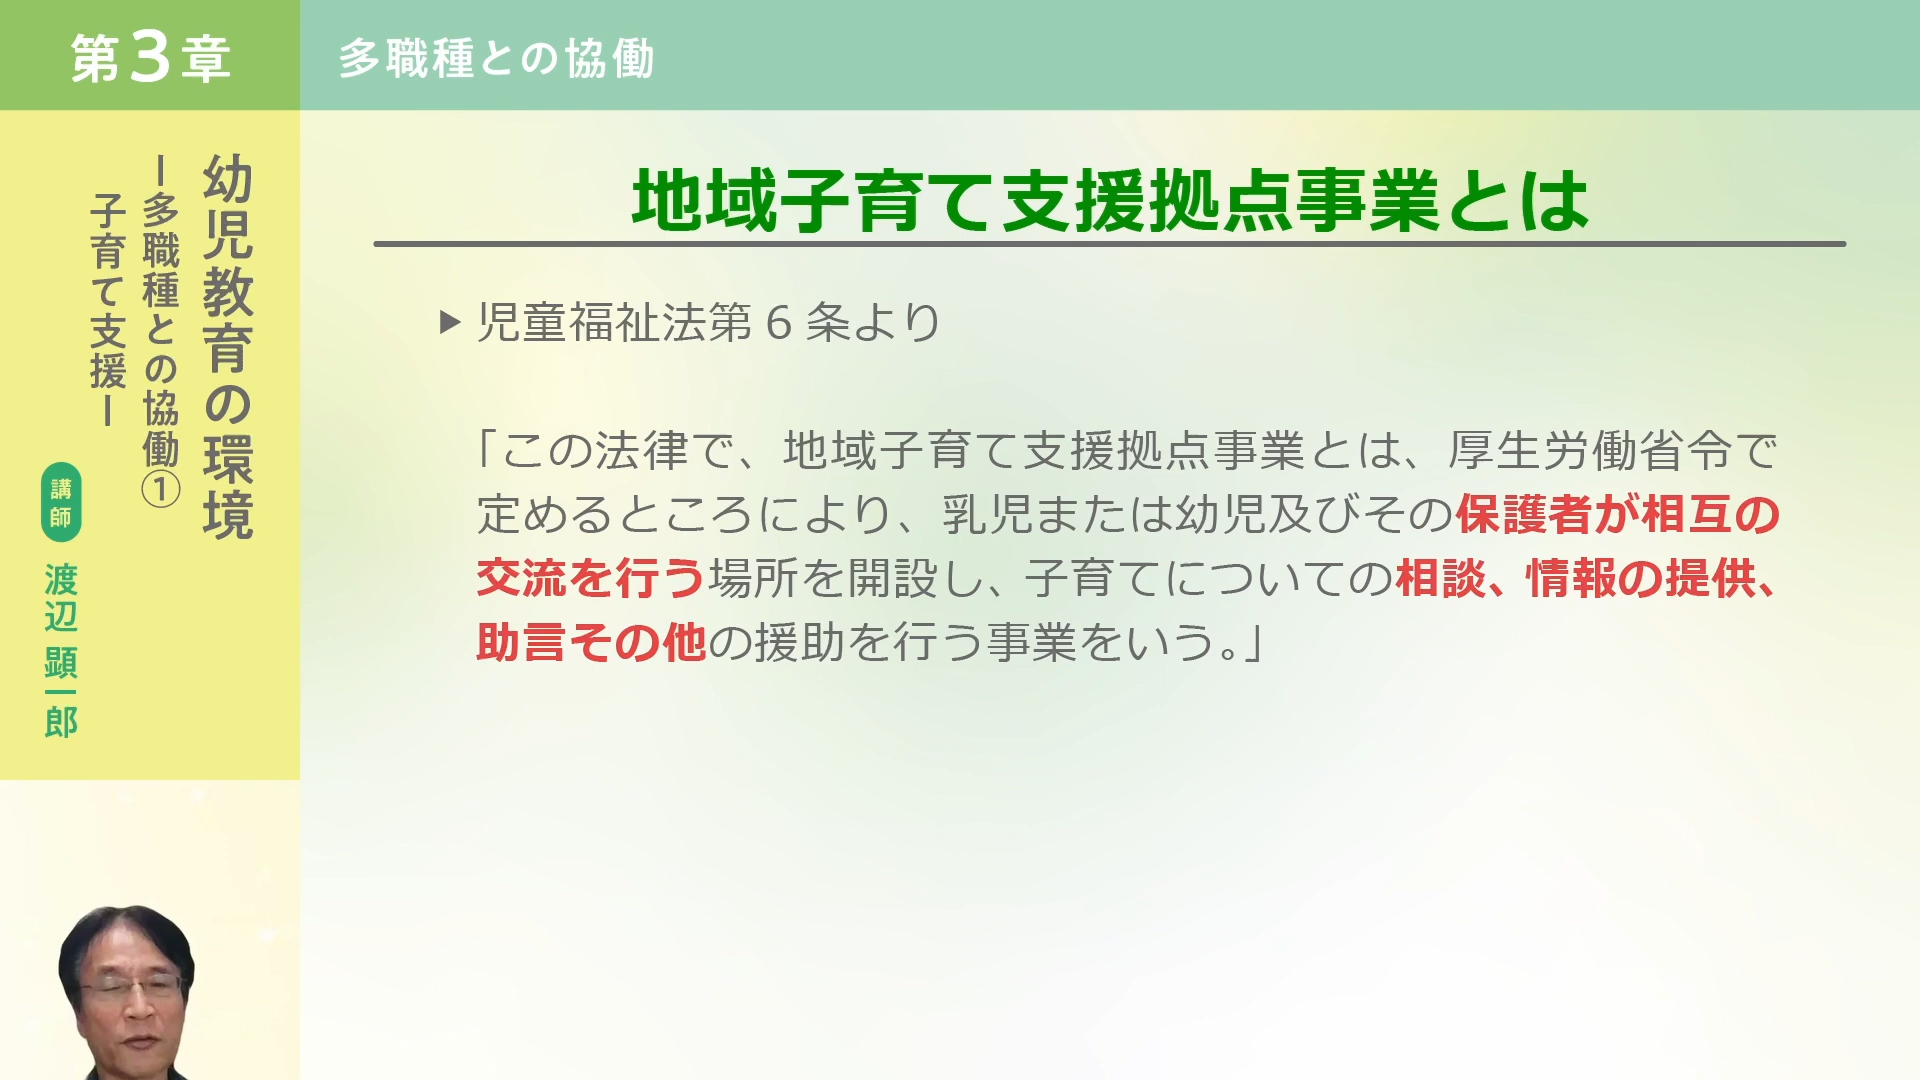 第3章
多職種との協働
幼児教育の環境
ー多職種との協働①
子育て支援ー
講師
渡辺 顕一郎
地域子育て支援拠点事業とは
▶児童福祉法第6条より
「この法律で、地域子育て支援拠点事業とは、厚生労働省令で
定めるところにより、乳児または幼児及びその保護者が相互の
交流を行う場所を開設し、子育てについての相談、情報の提供、
助言その他の援助を行う事業をいう。」